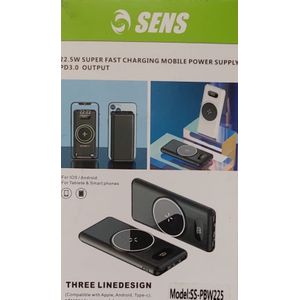 SENS
22.5W SUPER FAST CHARGING MOBILE POWER SUPPLY
PD3.0 OUTPUT
For IOS / Android
For Tablete & Smart phones
THREE LINEDESIGN
(Compatible with Apple, Android, Type-c)
Model:SS-PBW225